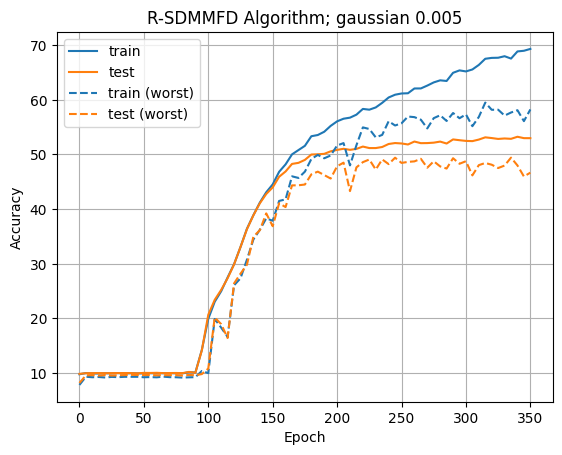 R-SDMMFD Algorithm; gaussian 0.005
train
test
train (worst)
test (worst)
Accuracy
70
60
50
40
30
20
10
0 50 100 150 200 250 300 350
Epoch